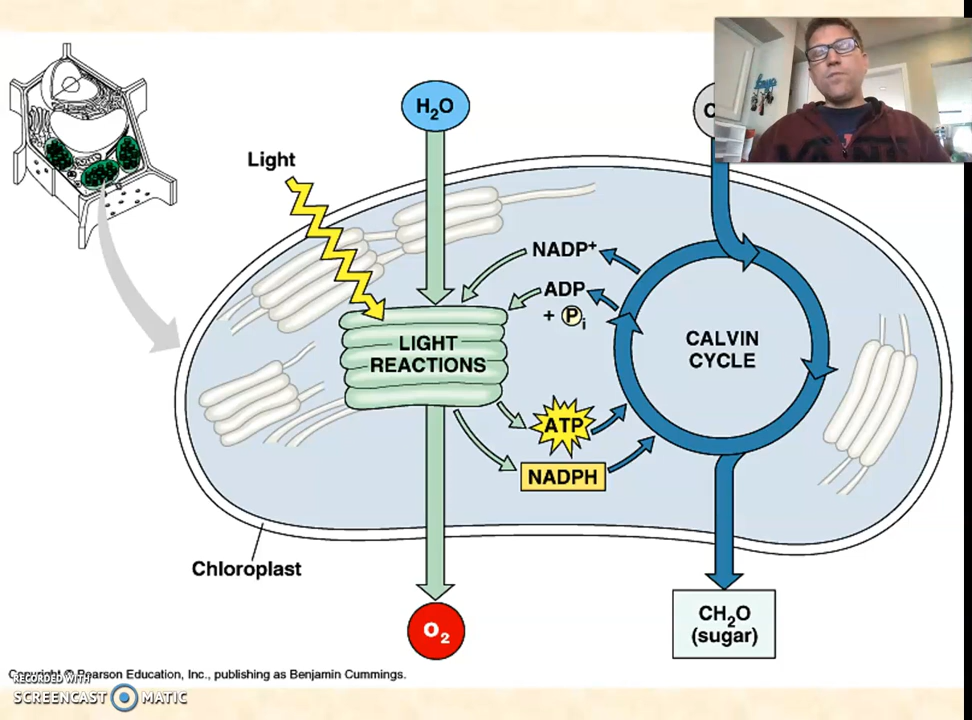 H₂O
C
Light
NADP⁺
ADP
+ Pi
LIGHT
REACTIONS
CALVIN
CYCLE
ATP
NADPH
Chloroplast
O₂
CH₂O
(sugar)
Copyright © Pearson Education, Inc., publishing as Benjamin Cummings.
RECORDED WITH
SCREENCAST MATIC